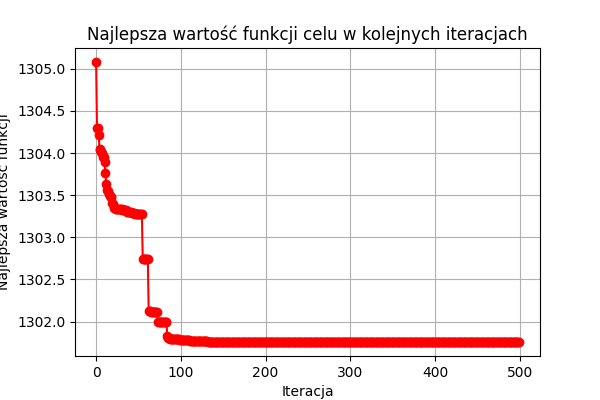 Najlepsza wartość funkcji celu w kolejnych iteracjach
Najlepsza wartość funkcji
1305.0
1304.5
1304.0
1303.5
1303.0
1302.5
1302.0
0 100 200 300 400 500
Iteracja